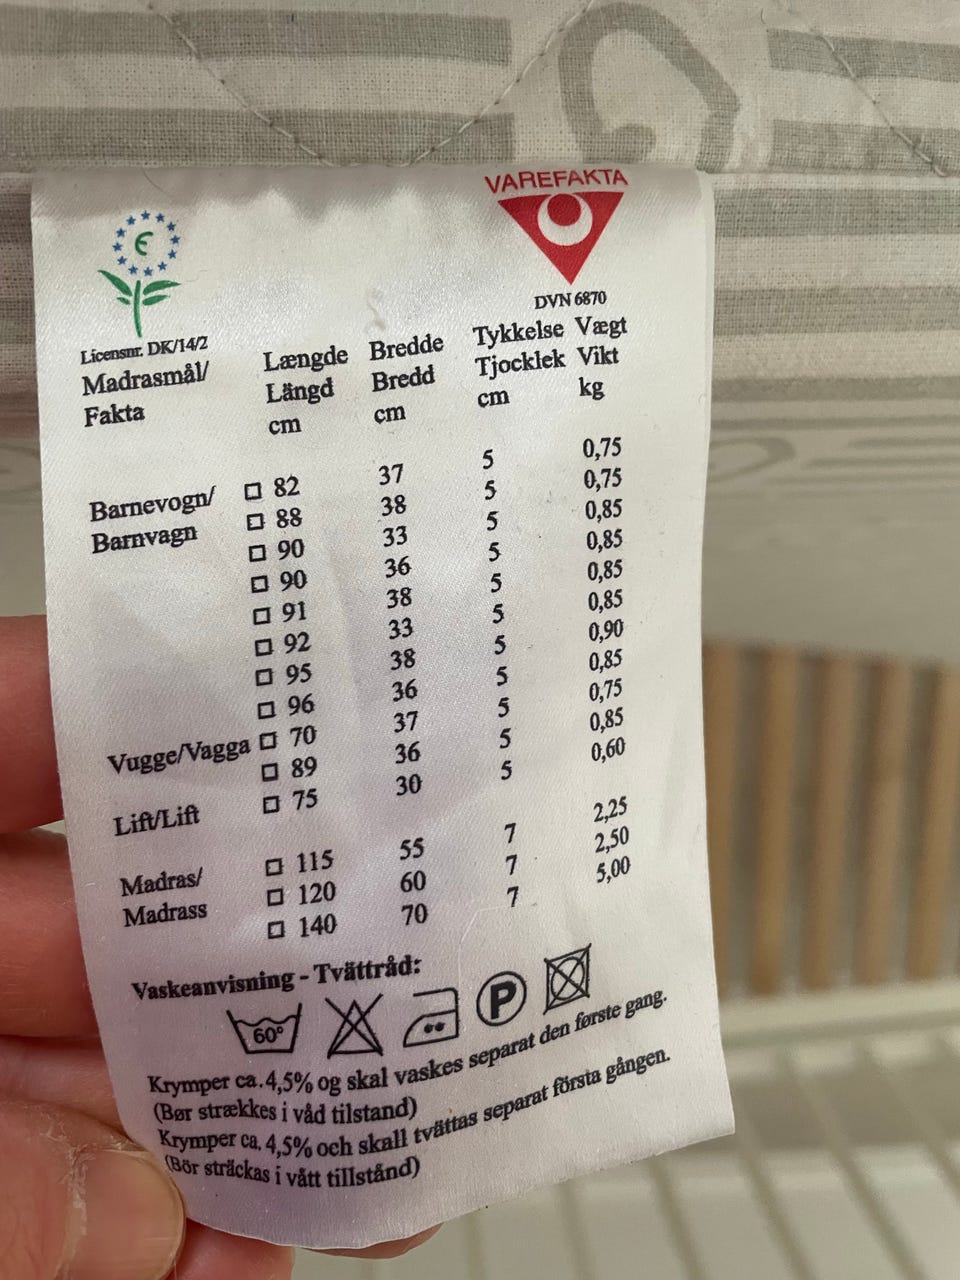 VAREFAKTA
€
DVN 6870
Licensnr. DK/14/2
Madrasmål/ Længde Bredde Tykkelse Vægt
Fakta Längd Bredd Tjocklek Vikt
cm cm cm kg
Barnevogn/ 82 37 5 0,75
Barnvagn 88 38 5 0,75
90 33 5 0,85
90 36 5 0,85
91 38 5 0,85
92 33 5 0,85
95 38 5 0,90
96 36 5 0,85
Vugge/Vagga 70 37 5 0,75
89 36 5 0,85
Lift/Lift 75 30 5 0,60
Madras/ 115 55 7 2,25
Madrass 120 60 7 2,50
140 70 7 5,00
Vaskeanvisning - Tvättråd:
60° P
Krymper ca. 4,5% og skal vaskes separat den første gang.
(Bør strækkes i våd tilstand)
Krymper ca. 4,5% och skall tvättas separat första gången.
(Bör sträckas i vått tillstånd)